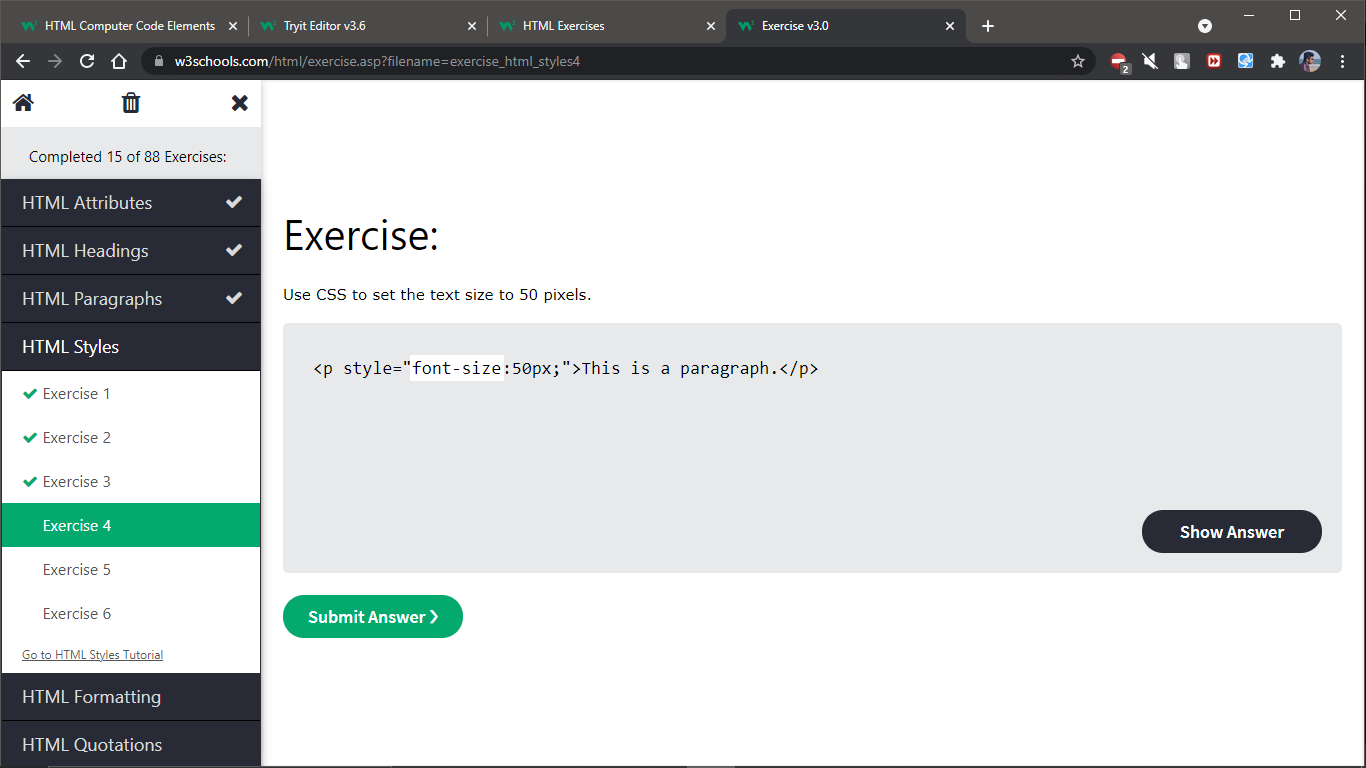 HTML Computer Code Elements
Tryit Editor v3.6
HTML Exercises
Exercise v3.0
w3schools.com/html/exercise.asp?filename=exercise_html_styles4
2
Completed 15 of 88 Exercises:
HTML Attributes
HTML Headings
HTML Paragraphs
HTML Styles
Exercise 1
Exercise 2
Exercise 3
Exercise 4
Exercise 5
Exercise 6
Go to HTML Styles Tutorial
HTML Formatting
HTML Quotations
Exercise:
Use CSS to set the text size to 50 pixels.
<p style="font-size:50px;">This is a paragraph.</p>
Show Answer
Submit Answer ❯